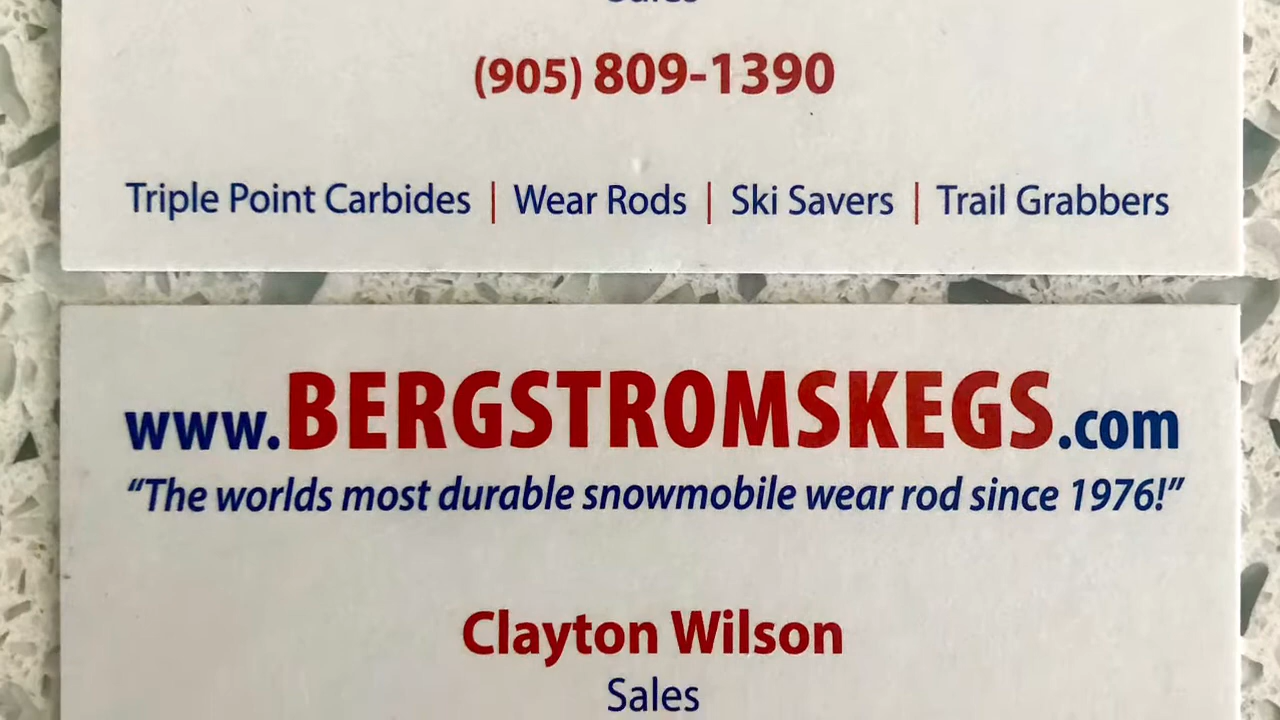 Sales
(905) 809-1390
Triple Point Carbides | Wear Rods | Ski Savers | Trail Grabbers
www.BERGSTROMSKEGS.com
“The worlds most durable snowmobile wear rod since 1976!”
Clayton Wilson
Sales